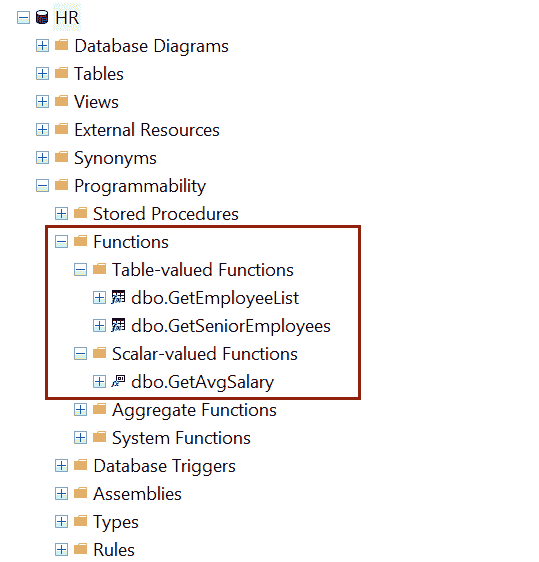 HR
Database Diagrams
Tables
Views
External Resources
Synonyms
Programmability
Stored Procedures
Functions
Table-valued Functions
dbo.GetEmployeeList
dbo.GetSeniorEmployees
Scalar-valued Functions
dbo.GetAvgSalary
Aggregate Functions
System Functions
Database Triggers
Assemblies
Types
Rules